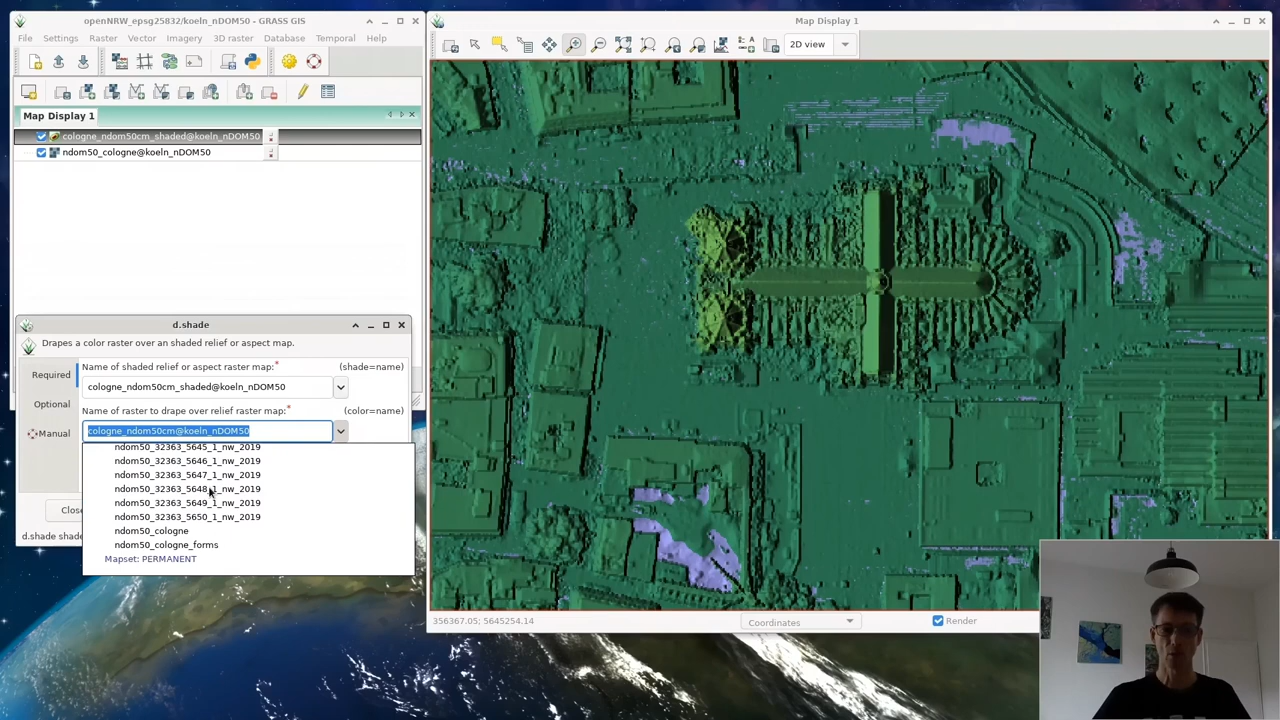 openNRW_epsg25832/koeln_nDOM50 - GRASS GIS
File Settings Raster Vector Imagery 3D raster Database Temporal Help
Map Display 1
cologne_ndom50cm_shaded@koeln_nDOM50
ndom50_cologne@koeln_nDOM50
d.shade
Drapes a color raster over an shaded relief or aspect map.
Required
Optional
Manual
Name of shaded relief or aspect raster map:* (shade=name)
cologne_ndom50cm_shaded@koeln_nDOM50
Name of raster to drape over relief raster map:* (color=name)
cologne_ndom50cm@koeln_nDOM50
ndom50_32363_5645_1_nw_2019
ndom50_32363_5646_1_nw_2019
ndom50_32363_5647_1_nw_2019
ndom50_32363_5648_1_nw_2019
ndom50_32363_5649_1_nw_2019
ndom50_32363_5650_1_nw_2019
ndom50_cologne
ndom50_cologne_forms
Mapset: PERMANENT
Close
d.shade shade
Map Display 1
2D view
356367.05; 5645254.14
Coordinates
Render